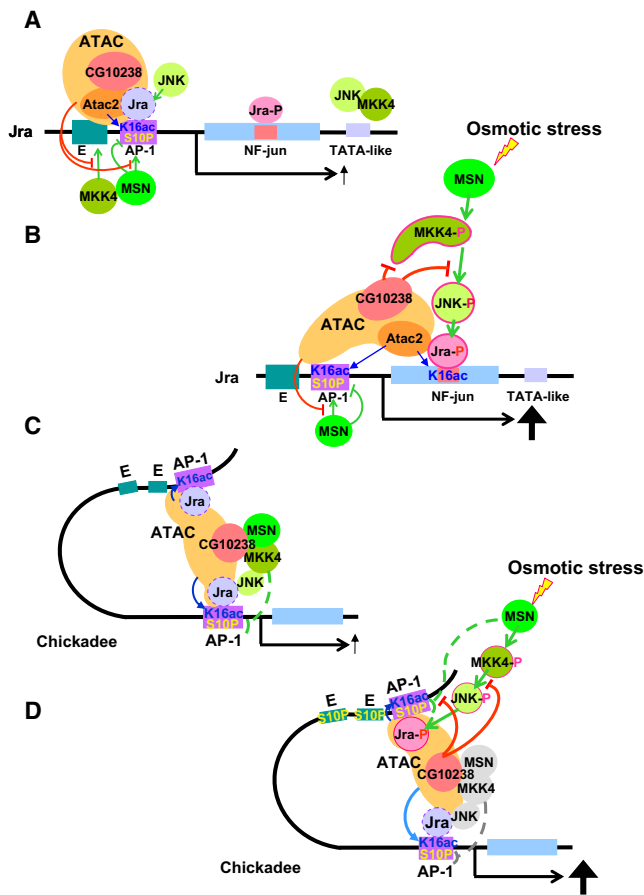 A
ATAC
CG10238
JNK
Atac2
Jra
Jra-P
JNK
MKK4
Jra
K16ac
S10P
E
AP-1
NF-jun
TATA-like
MKK4
MSN
Osmotic stress
MSN
B
MKK4-P
CG10238
JNK-P
ATAC
Atac2
Jra-P
Jra
K16ac
K16ac
S10P
E
AP-1
NF-jun
TATA-like
MSN
C
E E AP-1
K16ac
Jra
ATAC
MSN
CG10238
MKK4
Jra
JNK
K16ac
S10P
Chickadee
AP-1
Osmotic stress
MSN
MKK4-P
D
JNK-P
E E AP-1
K16ac
S10P S10P S10P
Jra-P
ATAC
MSN
CG10238
MKK4
Jra
JNK
K16ac
S10P
Chickadee
AP-1